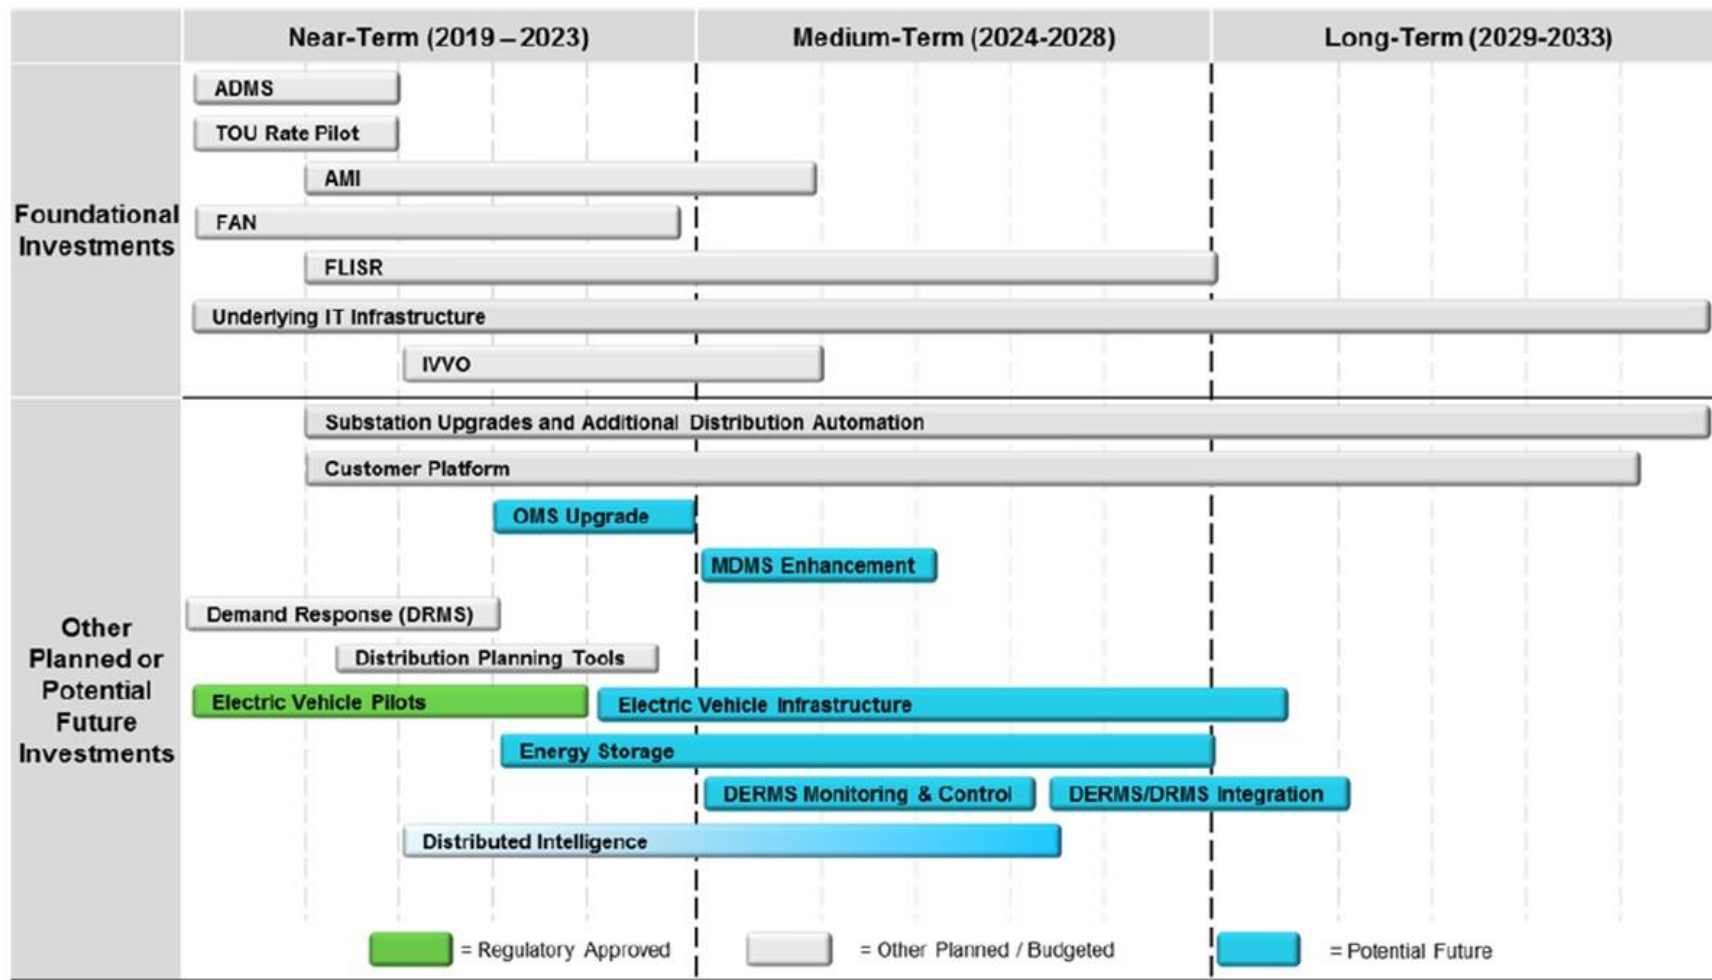 Near-Term (2019 – 2023)
Medium-Term (2024-2028)
Long-Term (2029-2033)
Foundational
Investments
ADMS
TOU Rate Pilot
AMI
FAN
FLISR
Underlying IT Infrastructure
IVVO
Other
Planned or
Potential
Future
Investments
Substation Upgrades and Additional Distribution Automation
Customer Platform
OMS Upgrade
MDMS Enhancement
Demand Response (DRMS)
Distribution Planning Tools
Electric Vehicle Pilots
Electric Vehicle Infrastructure
Energy Storage
DERMS Monitoring & Control
DERMS/DRMS Integration
Distributed Intelligence
= Regulatory Approved
= Other Planned / Budgeted
= Potential Future